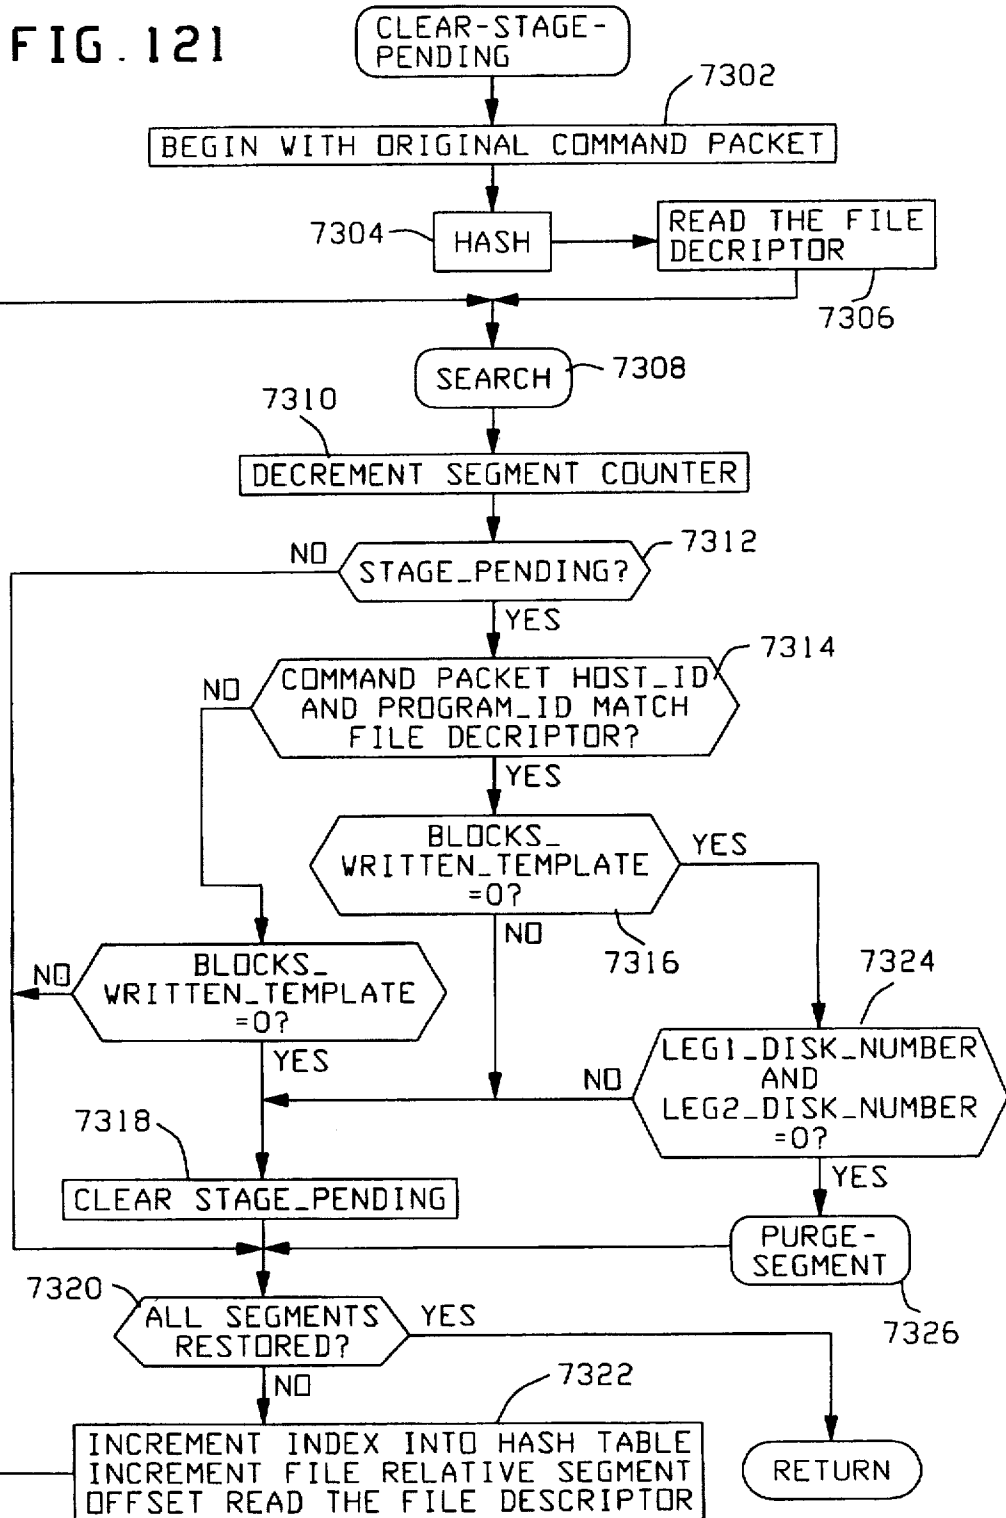 FIG. 121
CLEAR-STAGE-
PENDING
7302
BEGIN WITH ORIGINAL COMMAND PACKET
7304
HASH
READ THE FILE
DECRIPTOR
7306
SEARCH
7308
7310
DECREMENT SEGMENT COUNTER
NO
STAGE_PENDING?
7312
YES
7314
NO
COMMAND PACKET HOST_ID
AND PROGRAM_ID MATCH
FILE DECRIPTOR?
YES
BLOCKS_
WRITTEN_TEMPLATE
=0?
YES
NO
7316
NO
BLOCKS_
WRITTEN_TEMPLATE
=0?
YES
7324
LEG1_DISK_NUMBER
AND
LEG2_DISK_NUMBER
=0?
NO
YES
7318
CLEAR STAGE_PENDING
PURGE-
SEGMENT
7326
7320
ALL SEGMENTS
RESTORED?
YES
NO
7322
INCREMENT INDEX INTO HASH TABLE
INCREMENT FILE RELATIVE SEGMENT
OFFSET READ THE FILE DESCRIPTOR
RETURN